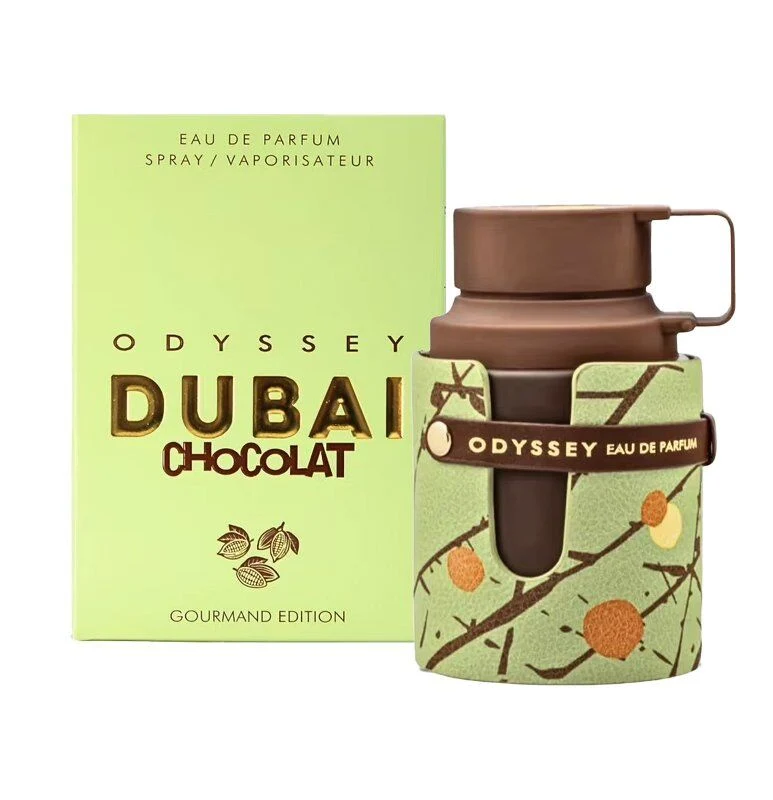 EAU DE PARFUM
SPRAY / VAPORISATEUR
ODYSSEY
DUBAI
CHOCOLAT
GOURMAND EDITION
ODYSSEY EAU DE PARFUM